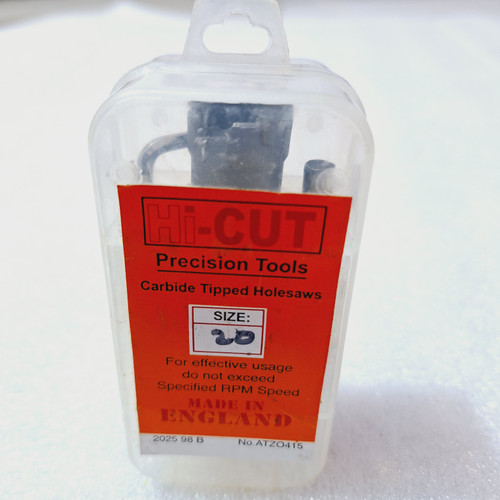 Hi-CUT
Precision Tools
Carbide Tipped Holesaws
SIZE:
20
For effective usage
do not exceed
Specified RPM Speed
MADE IN
ENGLAND
2025 98 B No.ATZO415